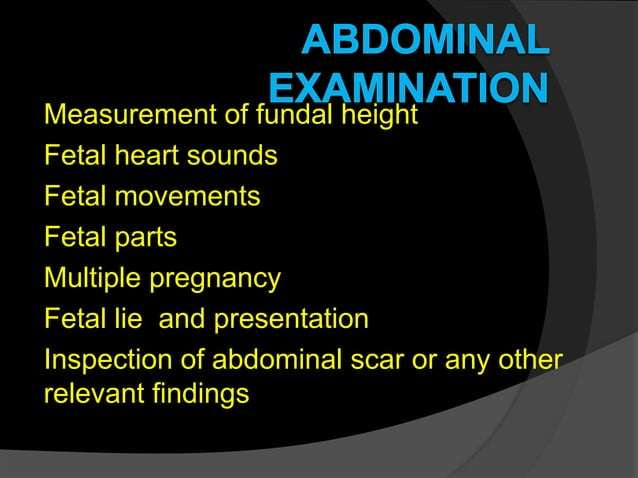 ABDOMINAL
EXAMINATION
Measurement of fundal height
Fetal heart sounds
Fetal movements
Fetal parts
Multiple pregnancy
Fetal lie  and presentation
Inspection of abdominal scar or any other
relevant findings